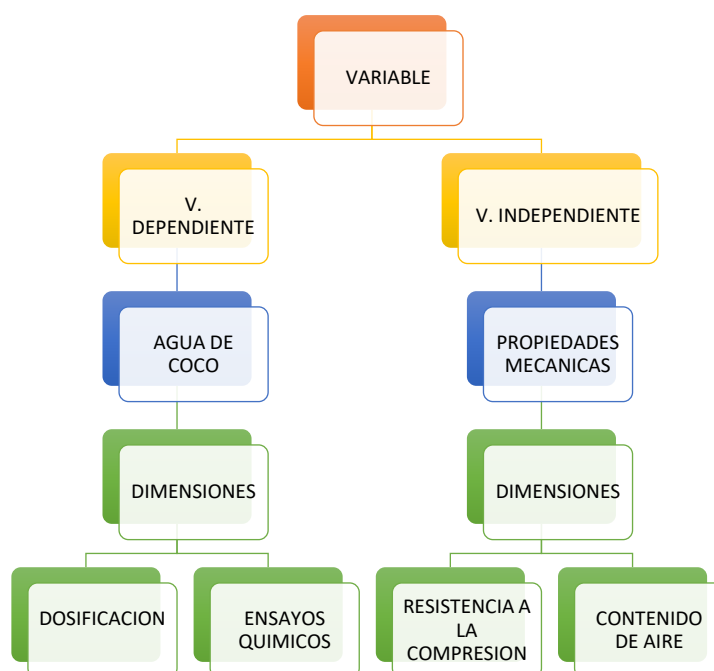 VARIABLE
V.
DEPENDIENTE
V. INDEPENDIENTE
AGUA DE
COCO
PROPIEDADES
MECANICAS
DIMENSIONES
DIMENSIONES
DOSIFICACION
ENSAYOS
QUIMICOS
RESISTENCIA A
LA
COMPRESION
CONTENIDO
DE AIRE